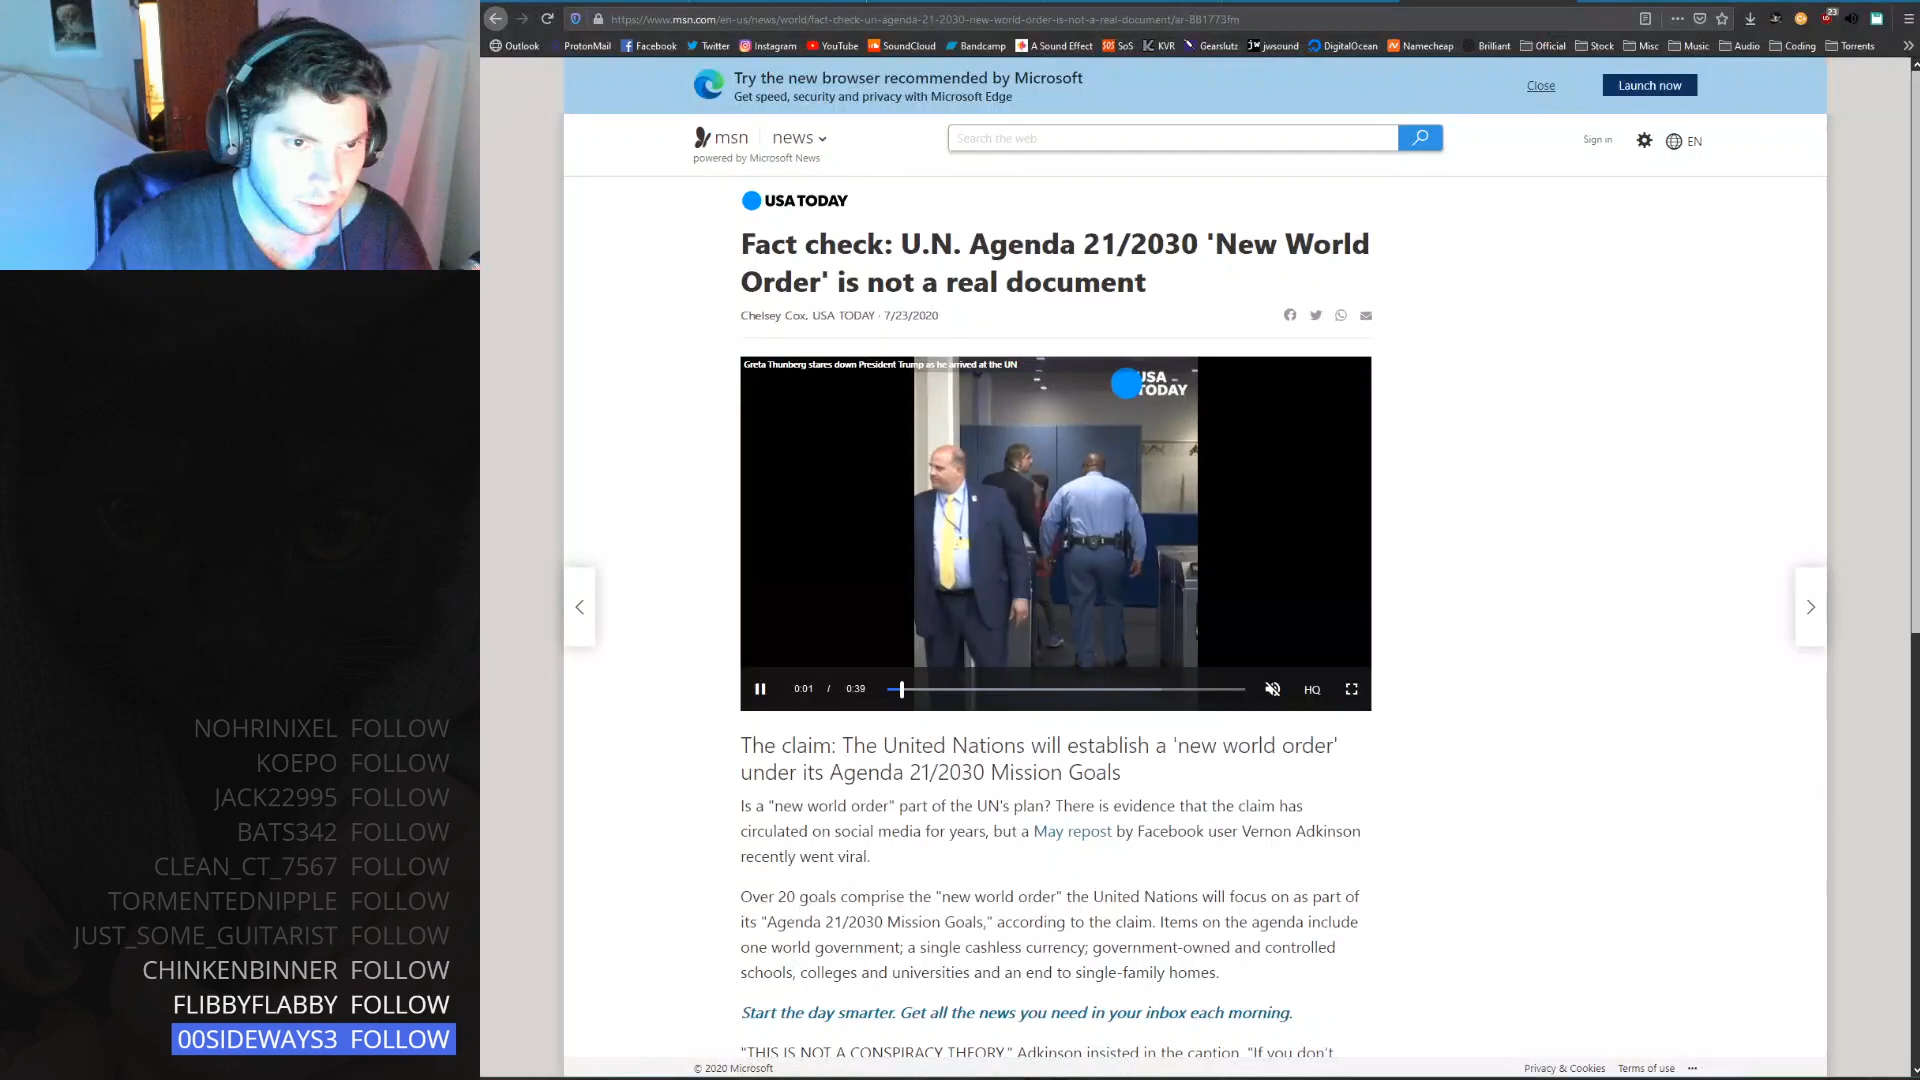 https://www.msn.com/en-us/news/world/fact-check-un-agenda-21-2030-new-world-order-is-not-a-real-document/ar-BB1773fm
23
Outlook ProtonMail Facebook Twitter Instagram YouTube SoundCloud Bandcamp A Sound Effect SoS KVR Gearslutz jwsound DigitalOcean Namecheap Brilliant Official Stock Misc Music Audio Coding Torrents
Try the new browser recommended by Microsoft
Get speed, security and privacy with Microsoft Edge
Close
Launch now
msn news
powered by Microsoft News
Search the web
Sign in
EN
USA TODAY
Fact check: U.N. Agenda 21/2030 'New World
Order' is not a real document
Chelsey Cox, USA TODAY · 7/23/2020
Greta Thunberg stares down President Trump as he arrived at the UN
USA
TODAY
0:01 / 0:39
HQ
The claim: The United Nations will establish a 'new world order'
under its Agenda 21/2030 Mission Goals
Is a "new world order" part of the UN's plan? There is evidence that the claim has
circulated on social media for years, but a May repost by Facebook user Vernon Adkinson
recently went viral.
Over 20 goals comprise the "new world order" the United Nations will focus on as part of
its "Agenda 21/2030 Mission Goals," according to the claim. Items on the agenda include
one world government; a single cashless currency; government-owned and controlled
schools, colleges and universities and an end to single-family homes.
Start the day smarter. Get all the news you need in your inbox each morning.
"THIS IS NOT A CONSPIRACY THEORY," Adkinson insisted in the caption. "If you don't
© 2020 Microsoft
Privacy & Cookies Terms of use
NOHRINIXEL FOLLOW
KOEPO FOLLOW
JACK22995 FOLLOW
BATS342 FOLLOW
CLEAN_CT_7567 FOLLOW
TORMENTEDNIPPLE FOLLOW
JUST_SOME_GUITARIST FOLLOW
CHINKENBINNER FOLLOW
FLIBBYFLABBY FOLLOW
00SIDEWAYS3 FOLLOW